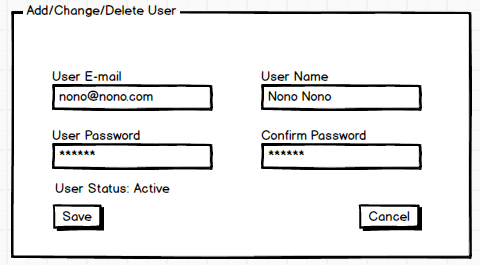 Add/Change/Delete User
User E-mail
User Name
nono@nono.com
Nono Nono
User Password
Confirm Password
******
******
User Status: Active
Save
Cancel